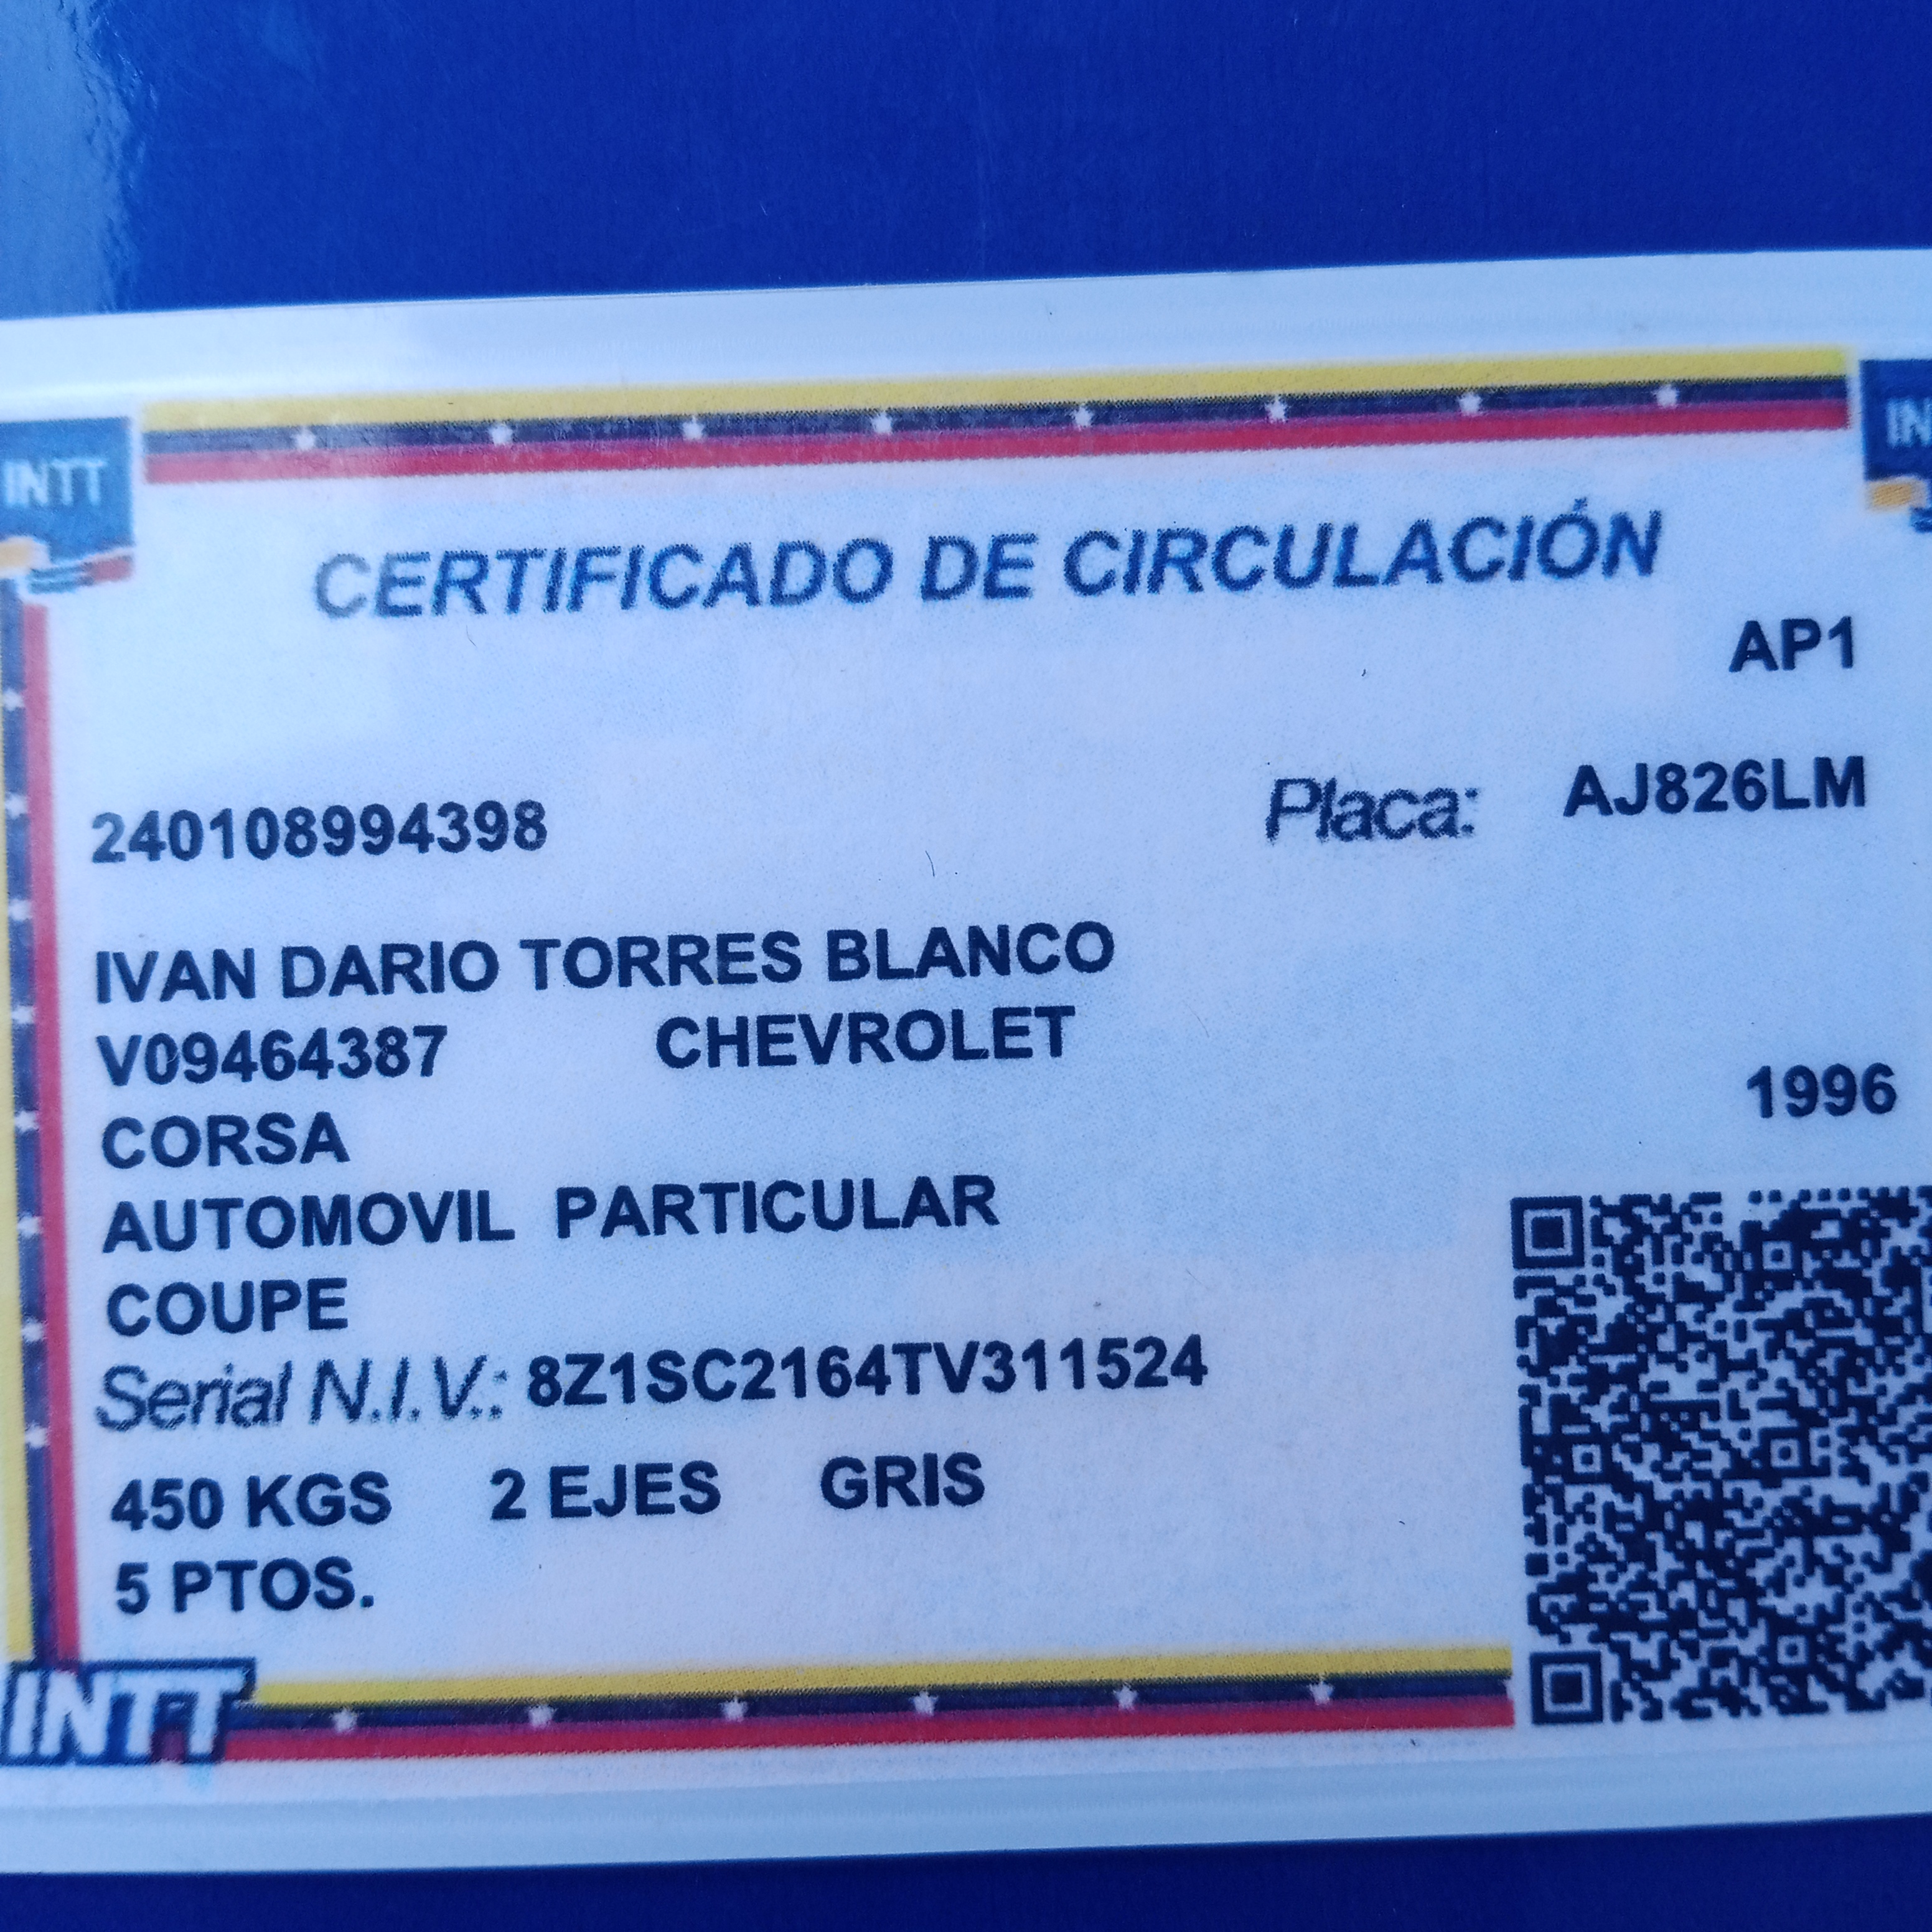 INTT
IN
CERTIFICADO DE CIRCULACIÓN
AP1
240108994398 Placa: AJ826LM
IVAN DARIO TORRES BLANCO
V09464387 CHEVROLET
CORSA 1996
AUTOMOVIL PARTICULAR
COUPE
Serial N.I.V.: 8Z1SC2164TV311524
450 KGS 2 EJES GRIS
5 PTOS.
INTT